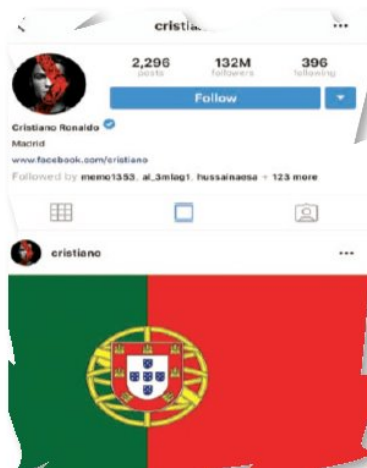 2,296 132M 396
posts followers following
Follow
Cristiano Ronaldo
Madrid
www.facebook.com/cristiano
Followed by memo1353, al_3mlag1, hussainaesa + 123 more
cristiano